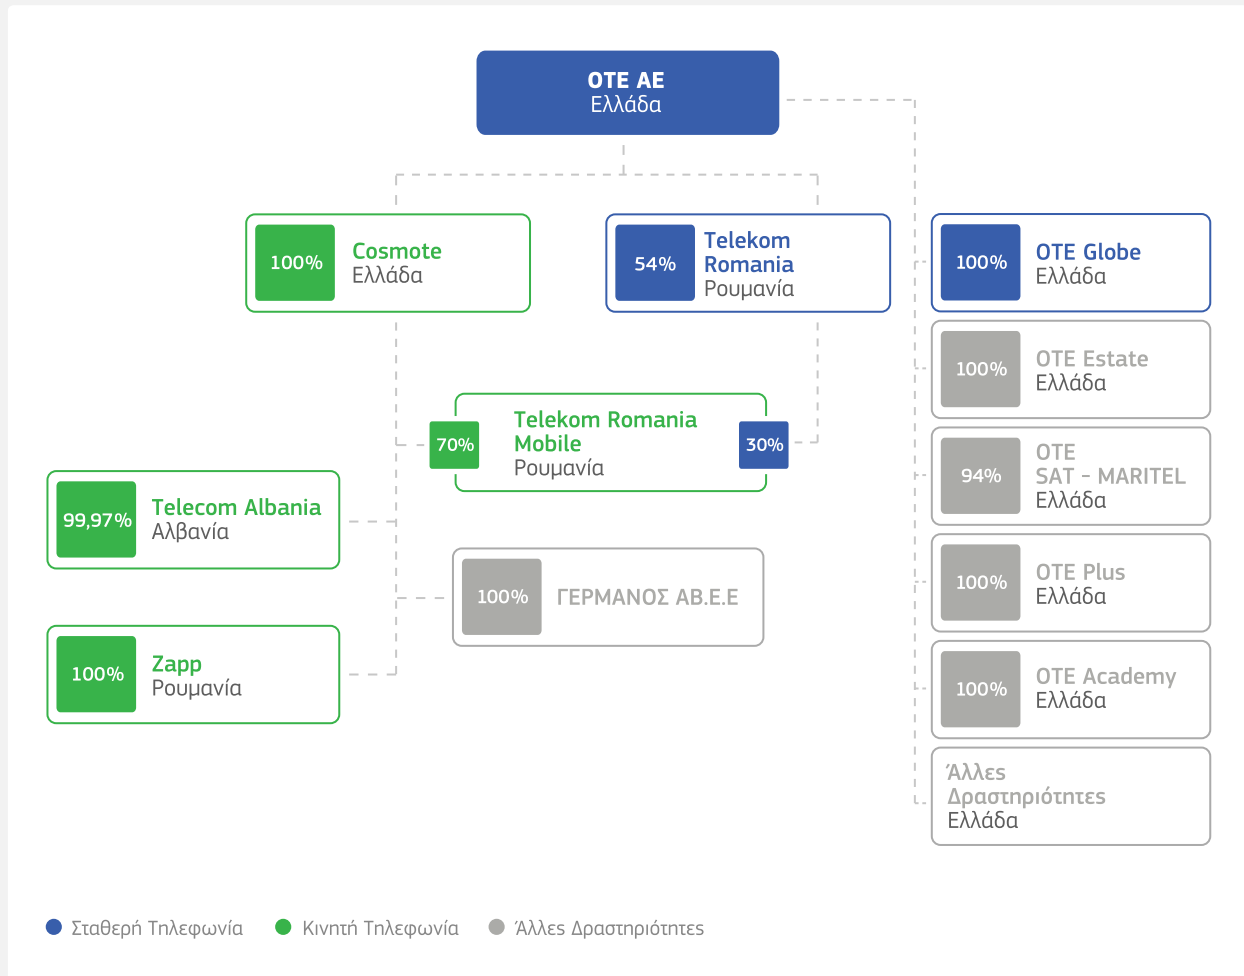 ΟΤΕ ΑΕ
Ελλάδα
100%
Cosmote
Ελλάδα
54%
Telekom
Romania
Ρουμανία
70%
Telekom Romania
Mobile
Ρουμανία
30%
99,97%
Telecom Albania
Αλβανία
100%
ΓΕΡΜΑΝΟΣ ΑΒ.Ε.Ε
100%
Zapp
Ρουμανία
100%
OTE Globe
Ελλάδα
100%
OTE Estate
Ελλάδα
94%
OTE
SAT – MARITEL
Ελλάδα
100%
OTE Plus
Ελλάδα
100%
OTE Academy
Ελλάδα
Άλλες
Δραστηριότητες
Ελλάδα
Σταθερή Τηλεφωνία
Κινητή Τηλεφωνία
Άλλες Δραστηριότητες